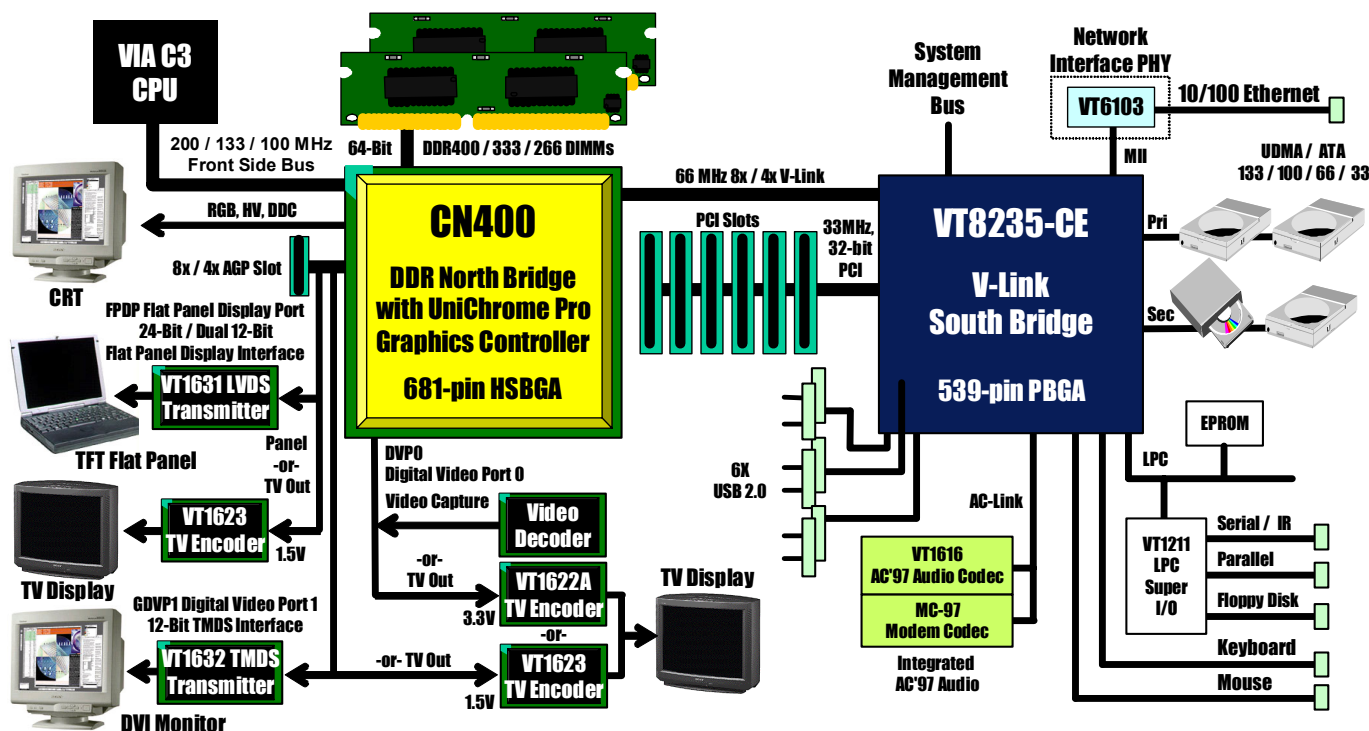 VIA C3
CPU
200 / 133 / 100 MHz
Front Side Bus
64-Bit
DDR400 / 333 / 266 DIMMs
System
Management
Bus
Network
Interface PHY
VT6103
10/100 Ethernet
MII
UDMA / ATA
133 / 100 / 66 / 33
66 MHz 8x / 4x V-Link
RGB, HV, DDC
CRT
8x / 4x AGP Slot
CN400
DDR North Bridge
with UniChrome Pro
Graphics Controller
681-pin HSBGA
PCI Slots
33MHz,
32-bit
PCI
VT8235-CE
V-Link
South Bridge
539-pin PBGA
Pri
Sec
FPDP Flat Panel Display Port
24-Bit / Dual 12-Bit
Flat Panel Display Interface
VT1631 LVDS
Transmitter
TFT Flat Panel
Panel
-or-
TV Out
VT1623
TV Encoder
1.5V
TV Display
DVP0
Digital Video Port 0
Video Capture
Video
Decoder
-or-
TV Out
VT1622A
TV Encoder
3.3V
-or-
VT1623
TV Encoder
1.5V
-or- TV Out
TV Display
GDVP1 Digital Video Port 1
12-Bit TMDS Interface
VT1632 TMDS
Transmitter
DVI Monitor
6X
USB 2.0
AC-Link
VT1616
AC'97 Audio Codec
MC-97
Modem Codec
Integrated
AC'97 Audio
EPROM
LPC
VT1211
LPC
Super
I/O
Serial / IR
Parallel
Floppy Disk
Keyboard
Mouse